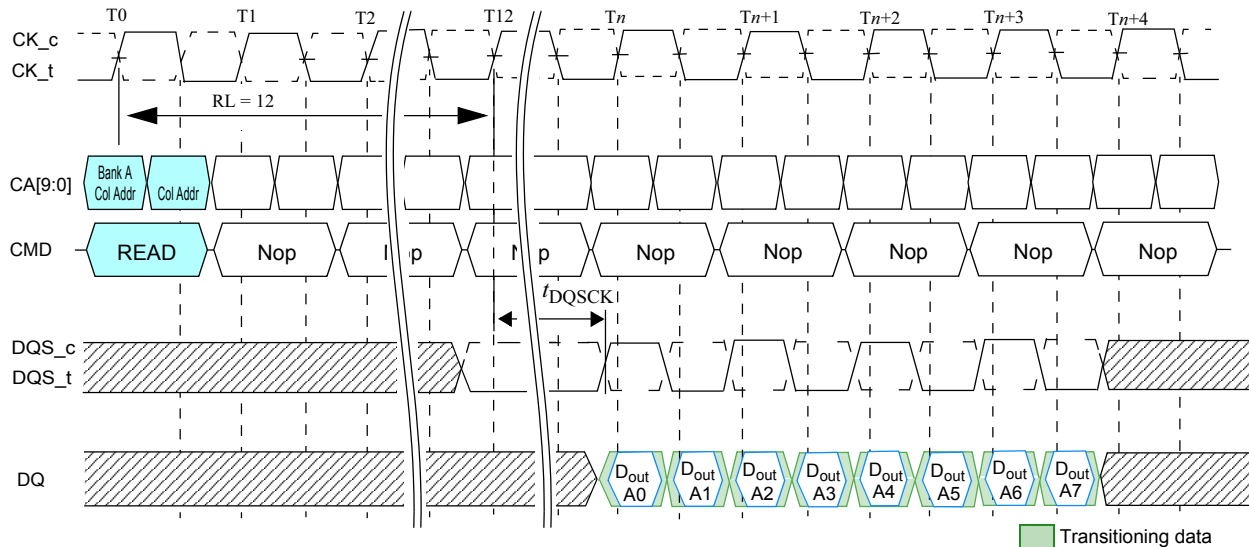 T0 T1 T2 T12 Tn Tn+1 Tn+2 Tn+3 Tn+4
CK_c
CK_t
RL = 12
CA[9:0] Bank A Col Addr Col Addr
CMD READ Nop Nop Nop Nop Nop Nop Nop Nop
tDQSCK
DQS_c
DQS_t
DQ Dout A0 Dout A1 Dout A2 Dout A3 Dout A4 Dout A5 Dout A6 Dout A7
Transitioning data